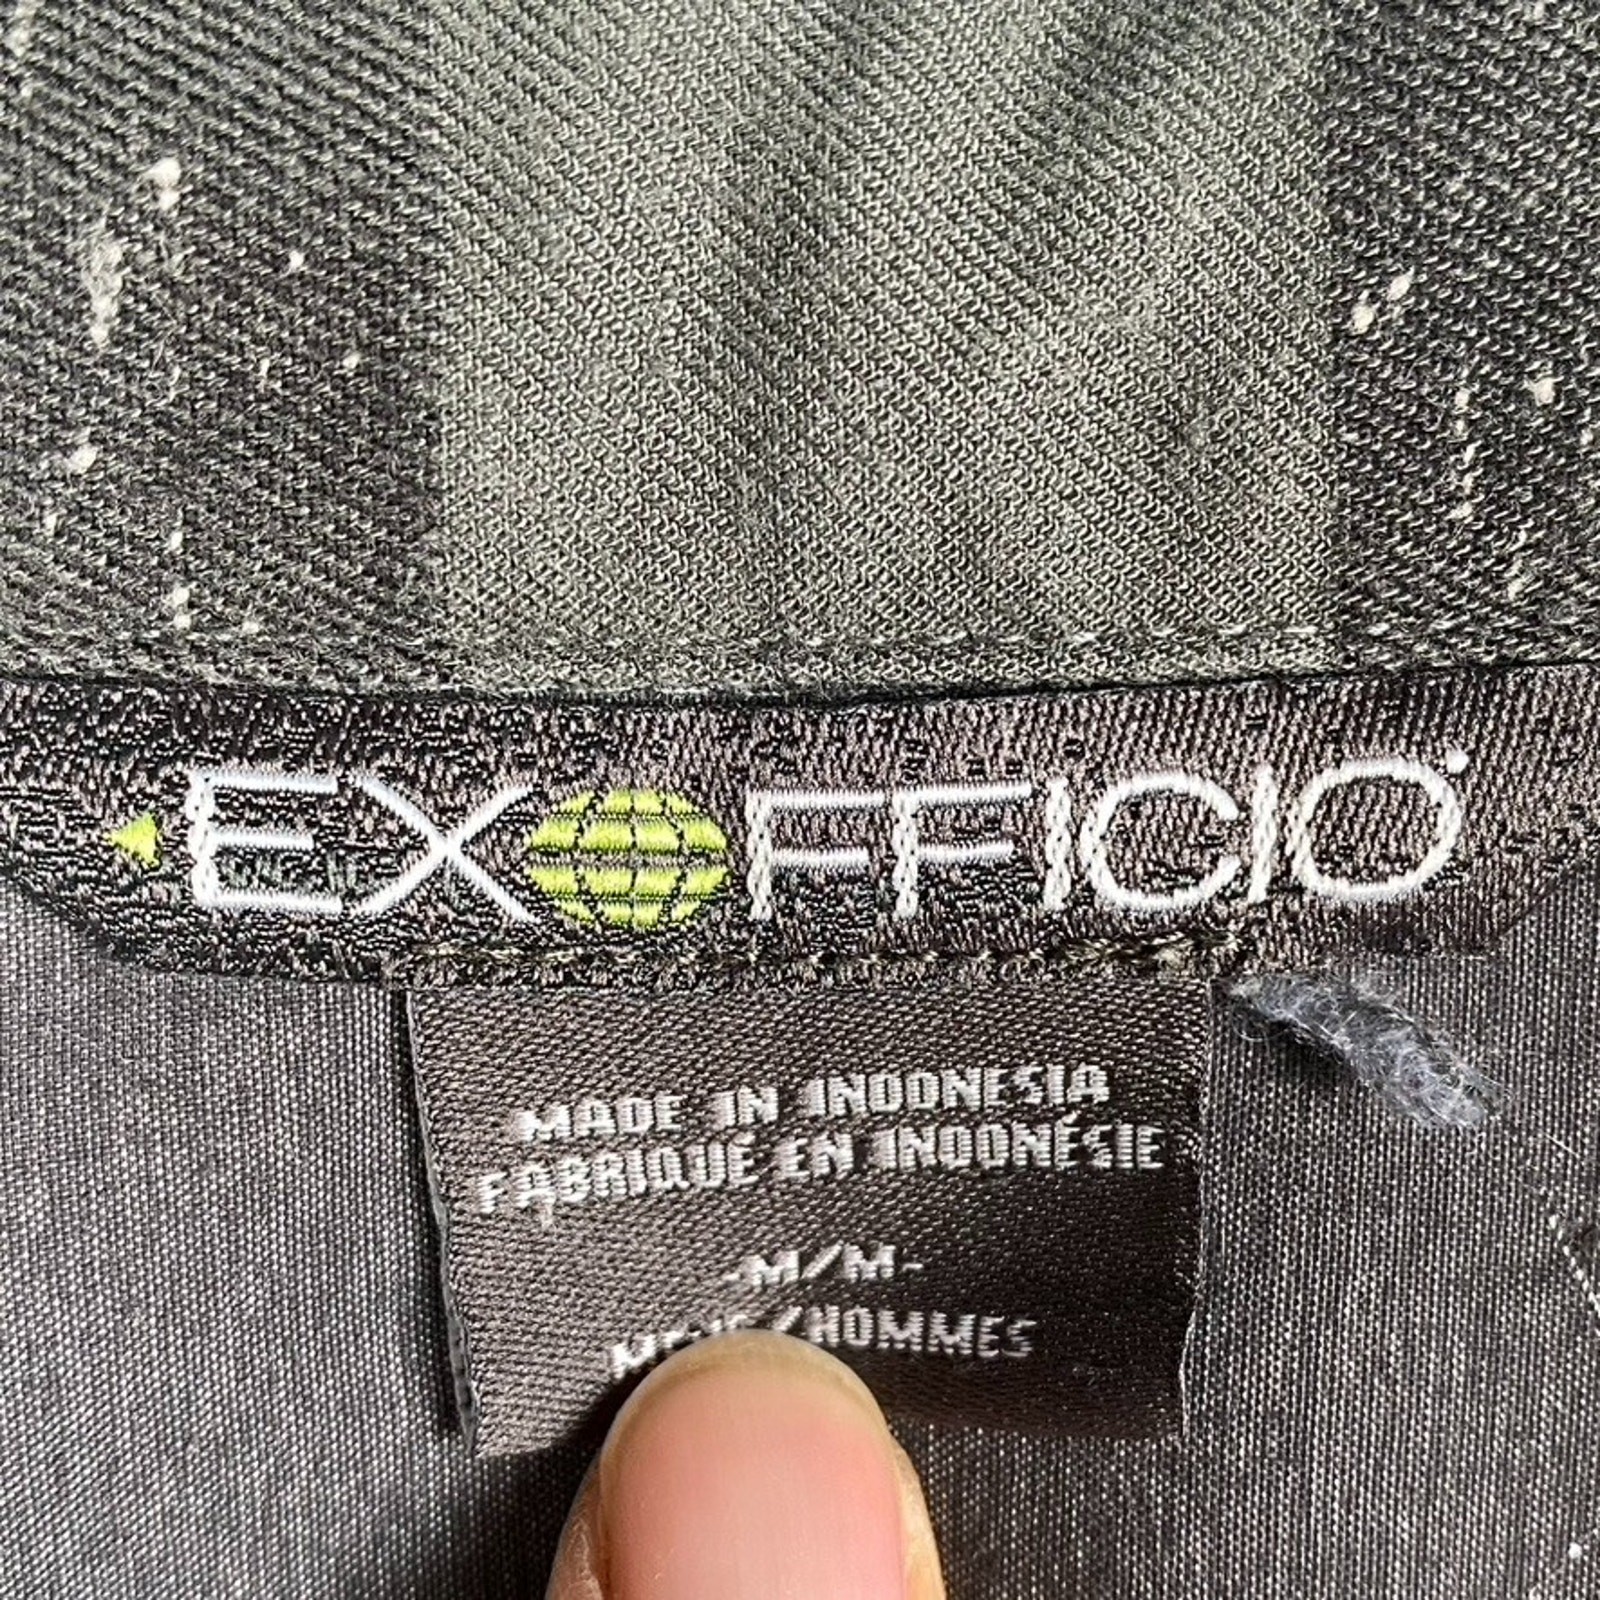 EXOFFICIO
MADE IN INDONESIA
FABRIQUÉ EN INDONÉSIE
-M/M-
/HOMMES